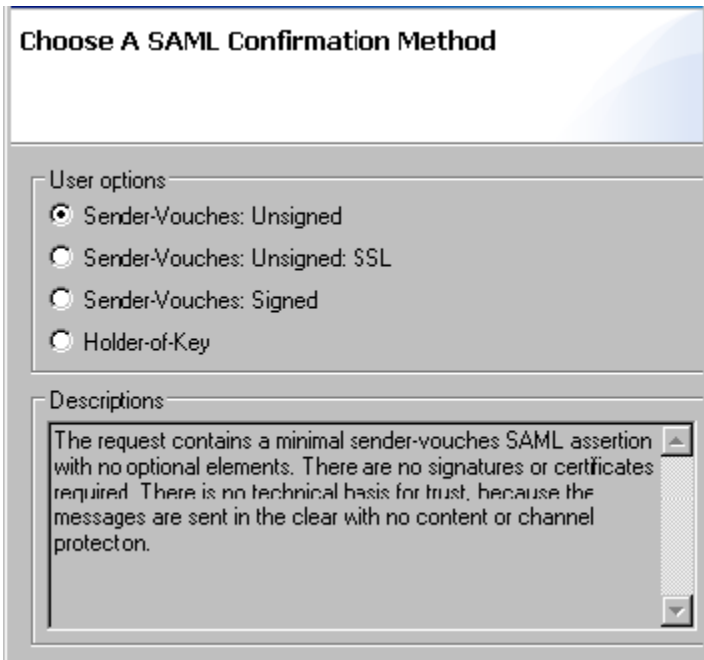 Choose A SAML Confirmation Method
User options
Sender-Vouches: Unsigned
Sender-Vouches: Unsigned: SSL
Sender-Vouches: Signed
Holder-of-Key
Descriptions
The request contains a minimal sender-vouches SAML assertion
with no optional elements. There are no signatures or certificates
required. There is no technical basis for trust, because the
messages are sent in the clear with no content or channel
protecton.